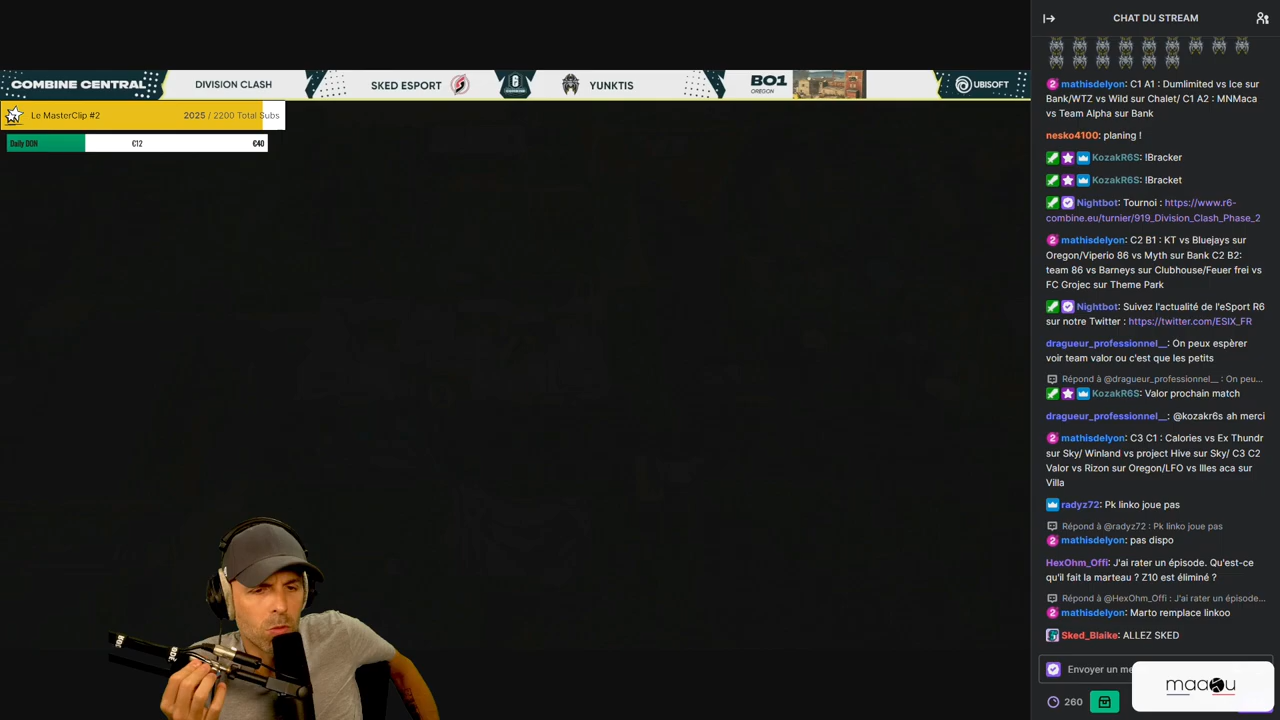 CHAT DU STREAM
COMBINE CENTRAL
DIVISION CLASH
SKED ESPORT
YUNKTIS
BO1
OREGON
UBISOFT
Le MasterClip #2
2025 / 2200 Total Subs
Daily DON
€12
€40
mathisdelyon: C1 A1 : Dumlimited vs Ice sur
Bank/WTZ vs Wild sur Chalet/ C1 A2 : MNMaca
vs Team Alpha sur Bank
nesko4100: planing !
KozakR6S: !Bracker
KozakR6S: !Bracket
Nightbot: Tournoi : https://www.r6-
combine.eu/turnier/919_Division_Clash_Phase_2
mathisdelyon: C2 B1 : KT vs Bluejays sur
Oregon/Viperio 86 vs Myth sur Bank C2 B2:
team 86 vs Barneys sur Clubhouse/Feuer frei vs
FC Grojec sur Theme Park
Nightbot: Suivez l'actualité de l'eSport R6
sur notre Twitter : https://twitter.com/ESIX_FR
dragueur_professionnel__: On peux espèrer
voir team valor ou c'est que les petits
Répond à @dragueur_professionnel__ : On peu...
KozakR6S: Valor prochain match
dragueur_professionnel__: @kozakr6s ah merci
mathisdelyon: C3 C1 : Calories vs Ex Thundr
sur Sky/ Winland vs project Hive sur Sky/ C3 C2
Valor vs Rizon sur Oregon/LFO vs Illes aca sur
Villa
radyz72: Pk linko joue pas
Répond à @radyz72 : Pk linko joue pas
mathisdelyon: pas dispo
HexOhm_Offi: J'ai rater un épisode. Qu'est-ce
qu'il fait la marteau ? Z10 est éliminé ?
Répond à @HexOhm_Offi : J'ai rater un épisode...
mathisdelyon: Marto remplace linkoo
Sked_Blaike: ALLEZ SKED
Envoyer un me
260
maaou